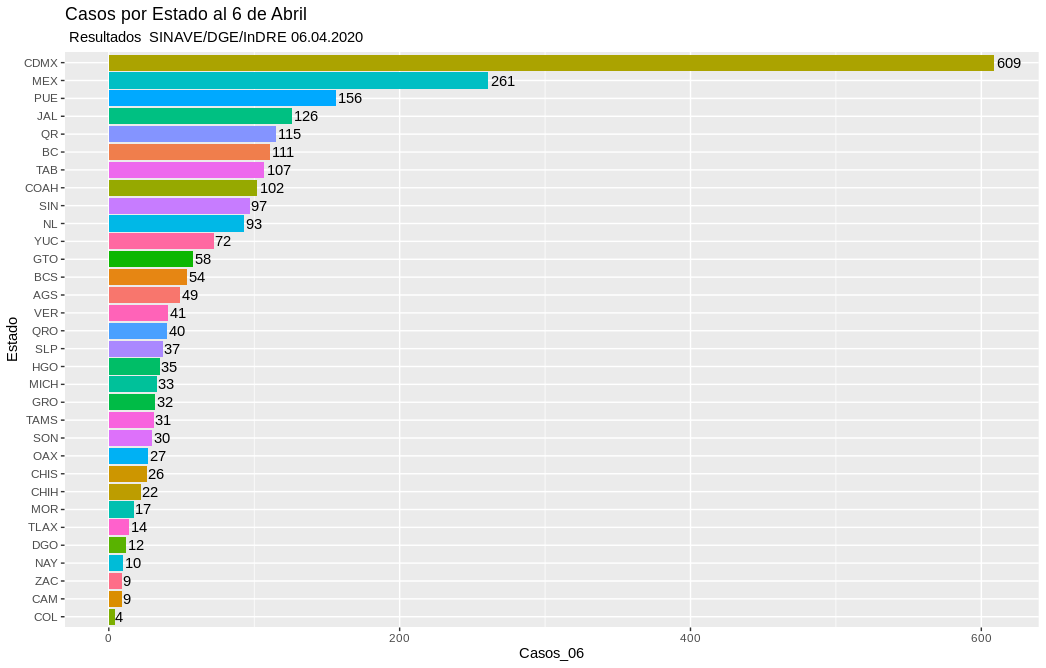 Casos por Estado al 6 de Abril
Resultados  SINAVE/DGE/InDRE 06.04.2020
Estado
CDMX 609
MEX 261
PUE 156
JAL 126
QR 115
BC 111
TAB 107
COAH 102
SIN 97
NL 93
YUC 72
GTO 58
BCS 54
AGS 49
VER 41
QRO 40
SLP 37
HGO 35
MICH 33
GRO 32
TAMS 31
SON 30
OAX 27
CHIS 26
CHIH 22
MOR 17
TLAX 14
DGO 12
NAY 10
ZAC 9
CAM 9
COL 4
0 200 400 600
Casos_06